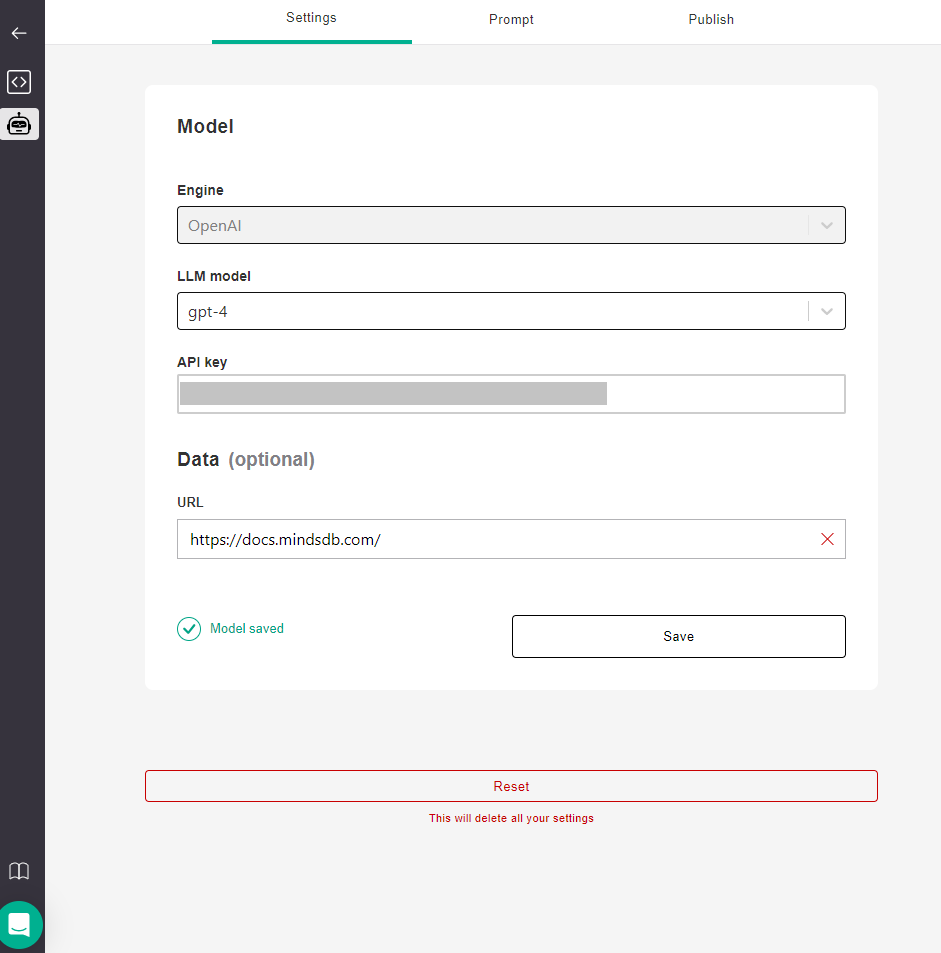 Settings
Prompt
Publish
Model
Engine
OpenAI
LLM model
gpt-4
API key
Data (optional)
URL
https://docs.mindsdb.com/
Model saved
Save
Reset
This will delete all your settings